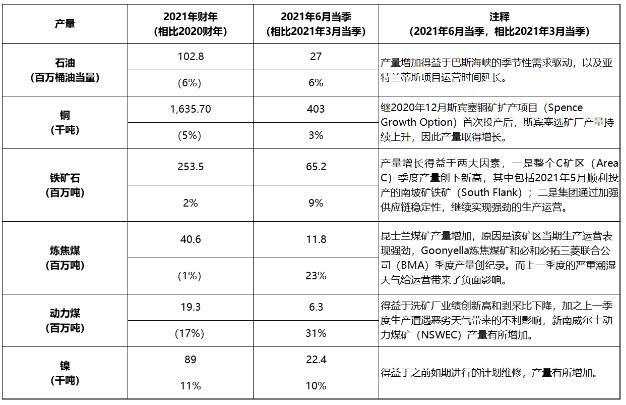 产量
2021年财年
(相比2020财年)
2021年6月当季
(相比2021年3月当季)
注释
(2021年6月当季，相比2021年3月当季)
石油
(百万桶油当量)
102.8
(6%)
27
6%
产量增加得益于巴斯海峡的季节性需求驱动，以及亚
特兰蒂斯项目运营时间延长。
铜
(千吨)
1,635.70
(5%)
403
3%
继2020年12月斯宾塞铜矿扩产项目（Spence
Growth Option）首次投产后，斯宾塞选矿厂产量持
续上升，因此产量取得增长。
铁矿石
(百万吨)
253.5
2%
65.2
9%
产量增长得益于两大因素，一是整个C矿区（Area
C）季度产量创下新高，其中包括2021年5月顺利投
产的南坡矿铁矿（South Flank）；二是集团通过加强
供应链稳定性，继续实现强劲的生产运营。
炼焦煤
(百万吨)
40.6
(1%)
11.8
23%
昆士兰煤矿产量增加，原因是该矿区当期生产运营表
现强劲，Goonyella炼焦煤矿和必和必拓三菱联合公
司（BMA）季度产量创纪录。而上一季度的严重潮湿
天气给运营带来了负面影响。
动力煤
(百万吨)
19.3
(17%)
6.3
31%
得益于洗矿厂业绩创新高和剥采比下降，加之上一季
度生产遭遇恶劣天气带来的不利影响，新南威尔士动
力煤矿（NSWEC）产量有所增加。
镍
(千吨)
89
11%
22.4
10%
得益于之前如期进行的计划维修，产量有所增加。